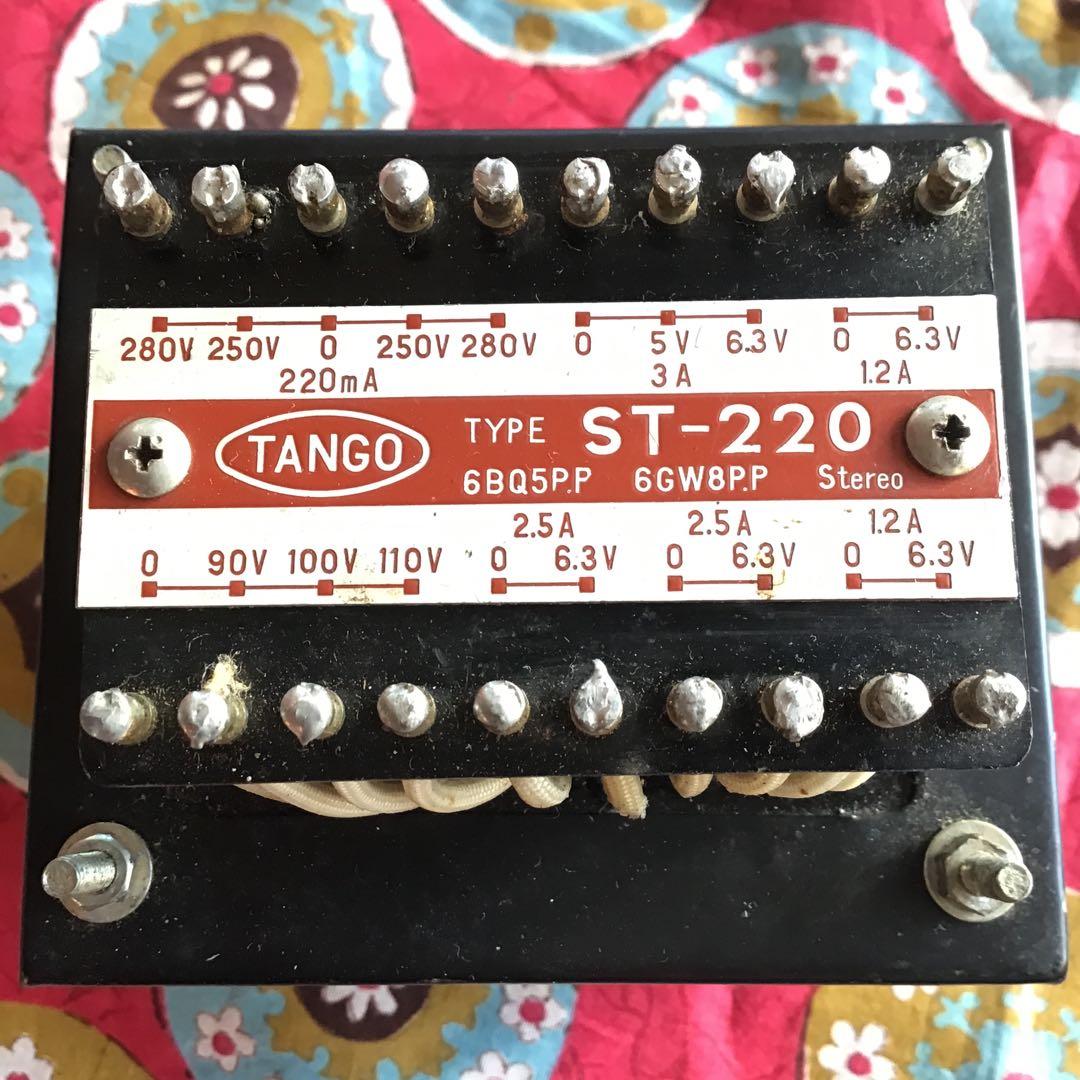 280V 250V 0 250V 280V 0 5V 6.3V 0 6.3V
220mA 3A 1.2A
TANGO TYPE ST-220
6BQ5P.P 6GW8P.P Stereo
2.5A 2.5A 1.2A
0 90V 100V 110V 0 6.3V 0 6.3V 0 6.3V